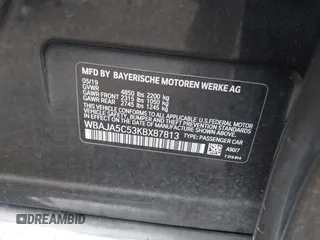 MFD BY BAYERISCHE MOTOREN WERKE AG
05/19
GVWR 4850 lbs 2200 kg
GAWR FRONT 2315 lbs 1050 kg
GAWR REAR 2745 lbs 1245 kg
THIS VEHICLE CONFORMS TO ALL APPLICABLE FEDERAL MOTOR
VEHICLE SAFETY, BUMPER, AND THEFT PREVENTION STANDARDS
IN EFFECT ON THE DATE OF MANUFACTURE SHOWN ABOVE.
WBAJA5C53KBX87813 TYPE: PASSENGER CAR
A90/7
DREAMBID